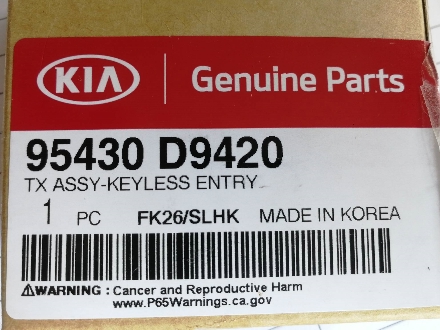 KIA Genuine Parts
95430 D9420
TX ASSY-KEYLESS ENTRY
1 PC FK26/SLHK MADE IN KOREA
⚠WARNING : Cancer and Reproductive Harm
www.P65Warnings.ca.gov